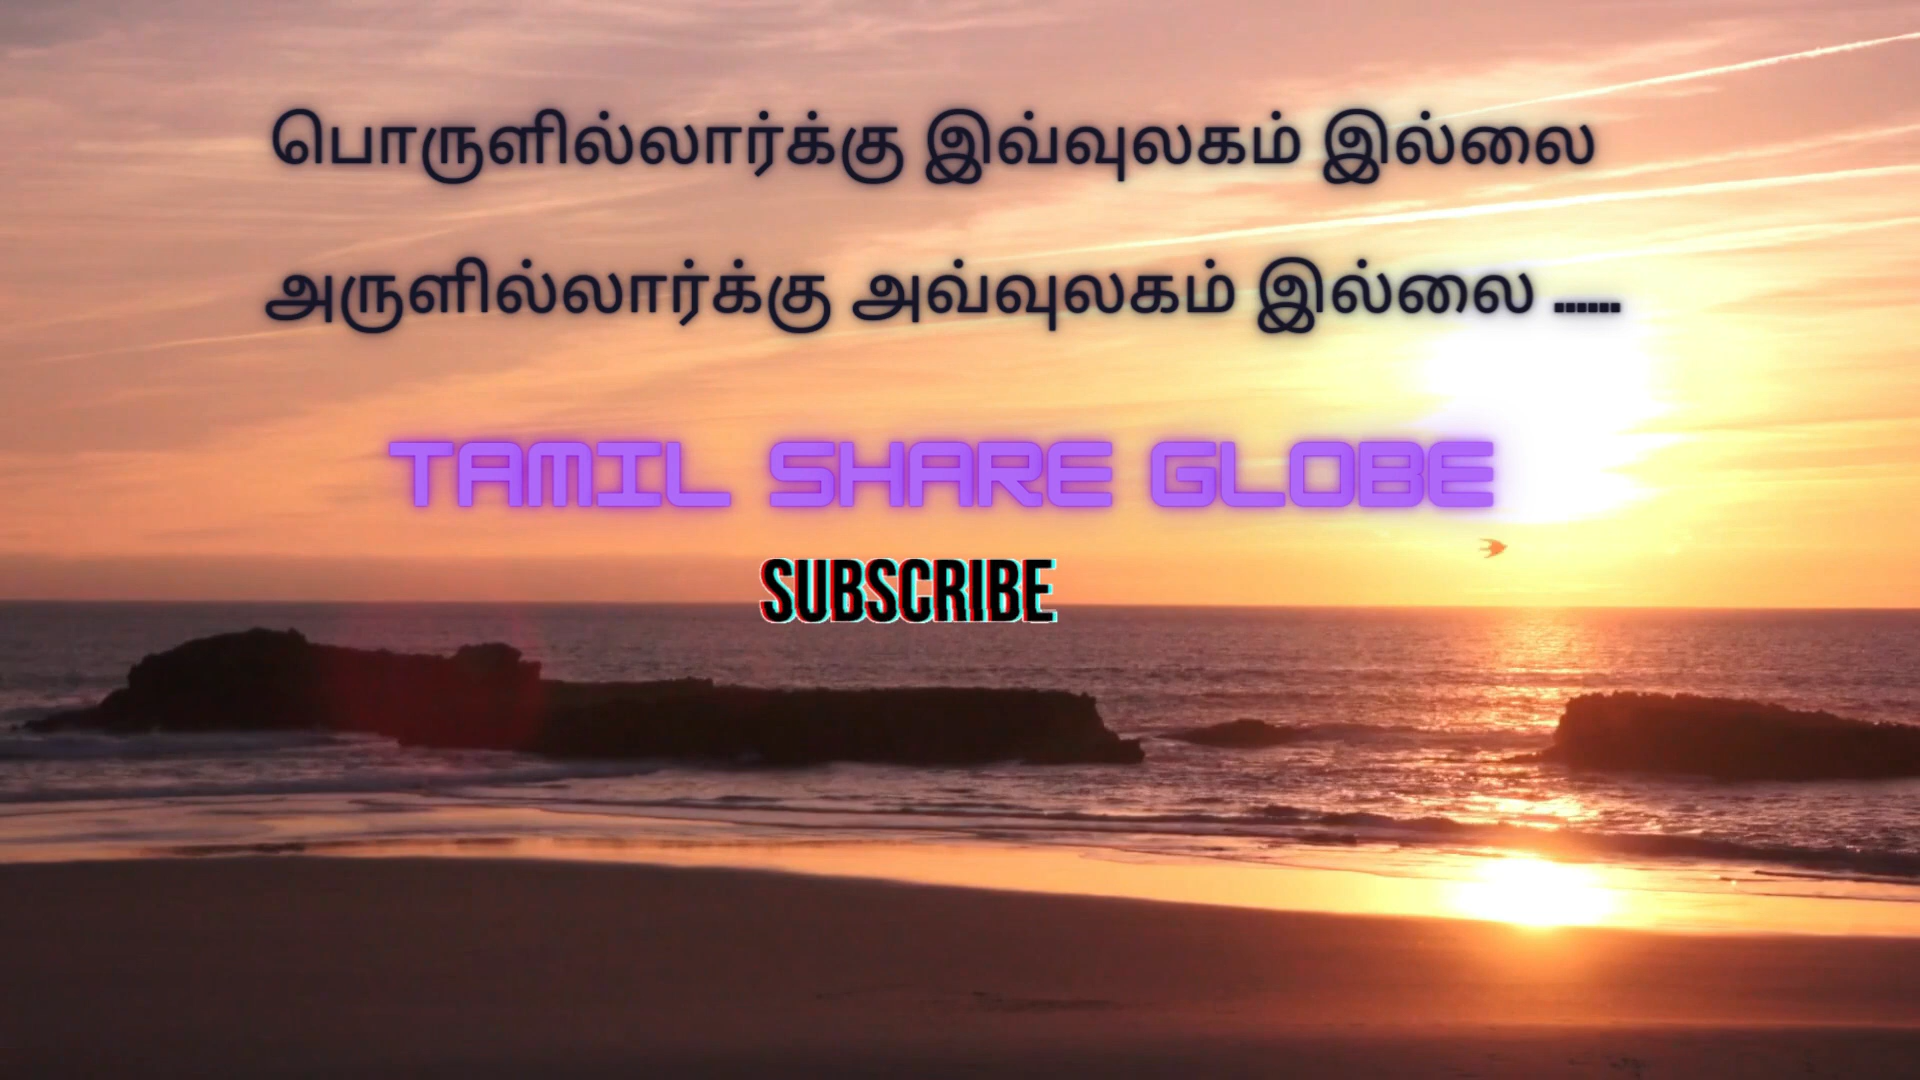 பொருளில்லார்க்கு இவ்வுலகம் இல்லை
அருளில்லார்க்கு அவ்வுலகம் இல்லை ......
TAMIL SHARE GLOBE
SUBSCRIBE